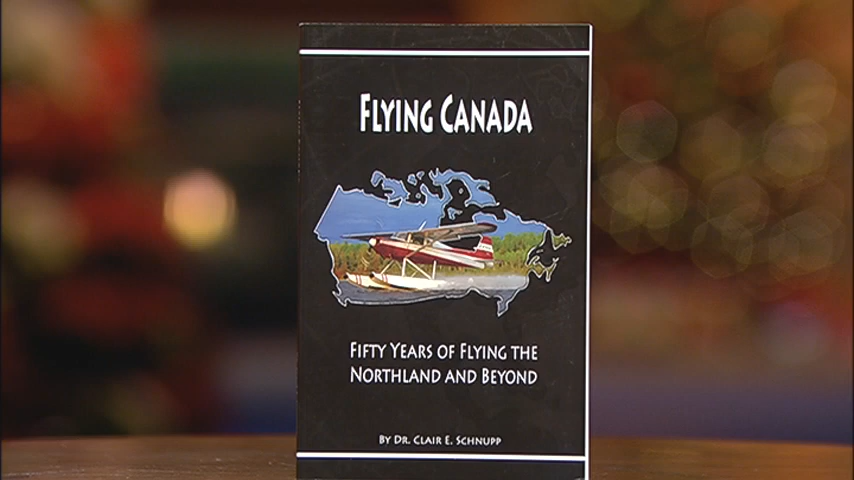 FLYING CANADA
FIFTY YEARS OF FLYING THE
NORTHLAND AND BEYOND
BY DR. CLAIR E. SCHNUPP